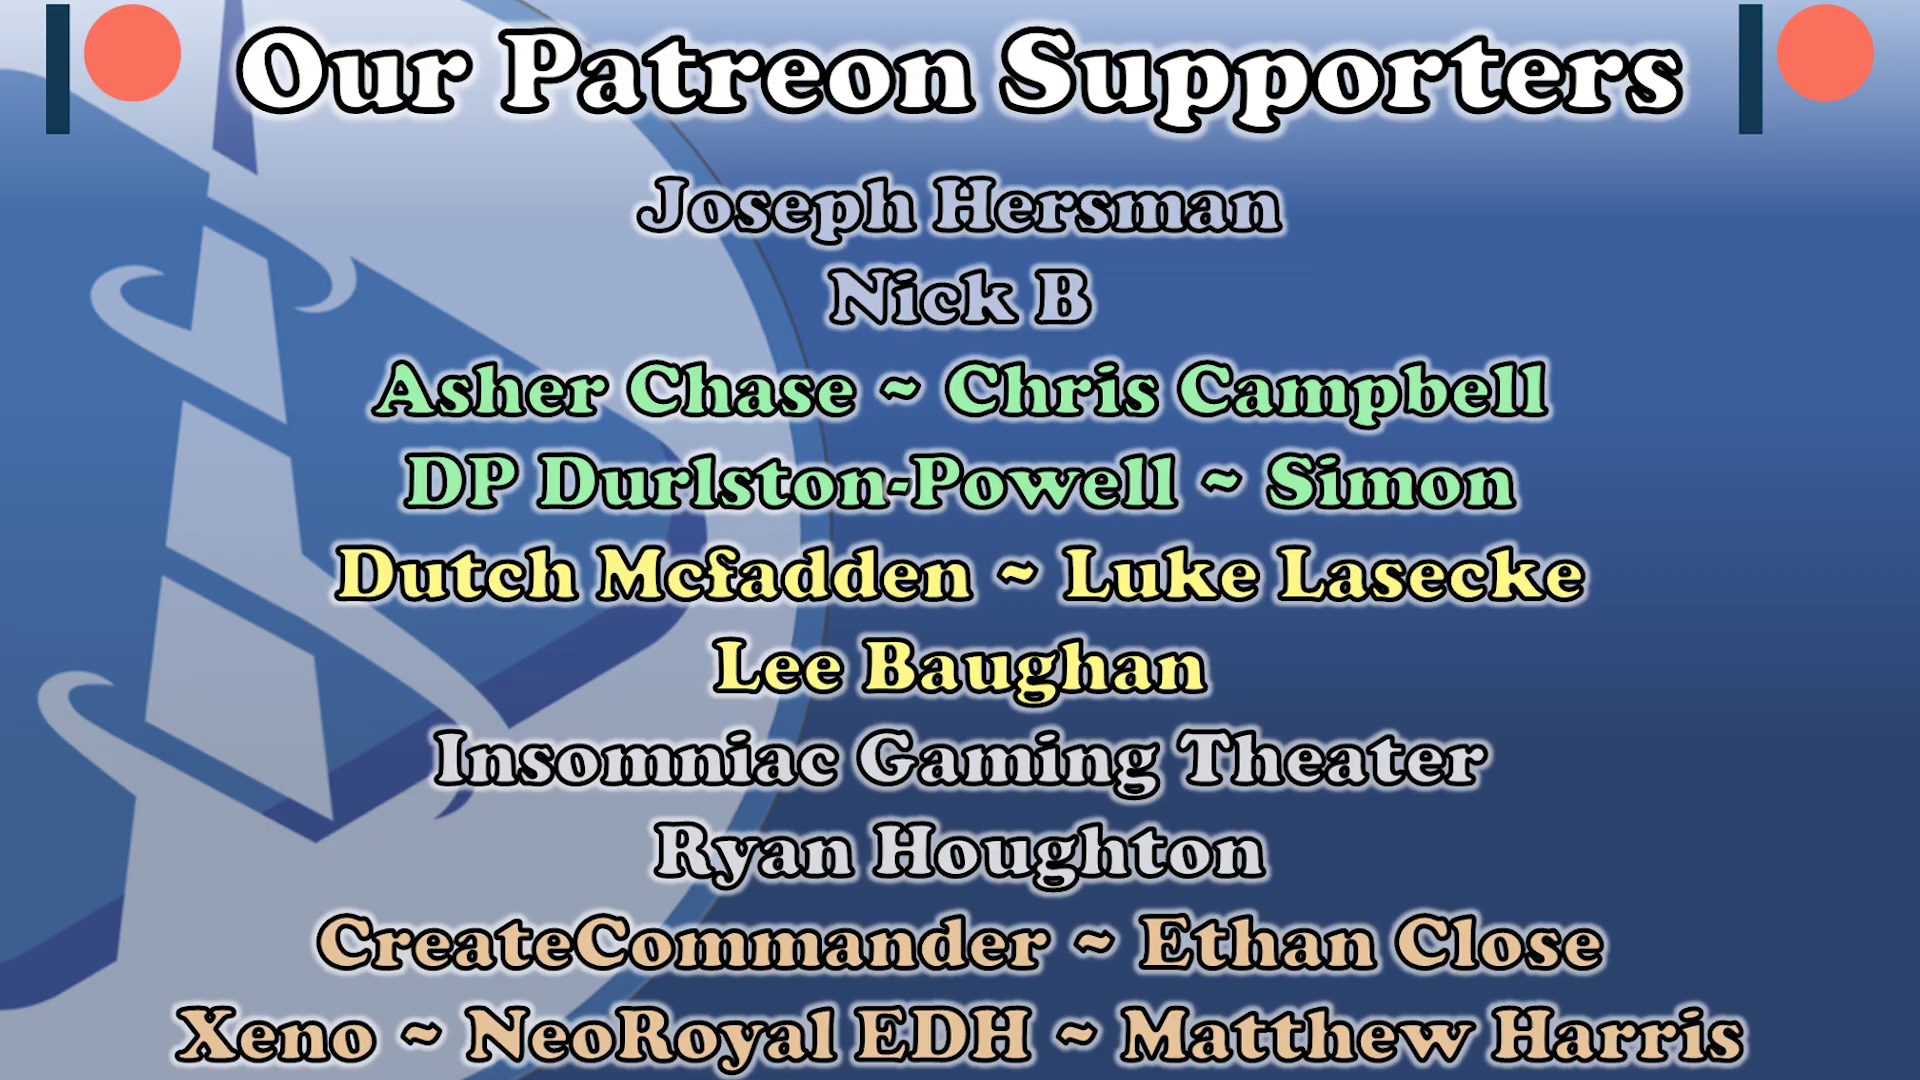 Our Patreon Supporters
Joseph Hersman
Nick B
Asher Chase ~ Chris Campbell
DP Durlston-Powell ~ Simon
Dutch Mcfadden ~ Luke Lasecke
Lee Baughan
Insomniac Gaming Theater
Ryan Houghton
CreateCommander ~ Ethan Close
Xeno ~ NeoRoyal EDH ~ Matthew Harris